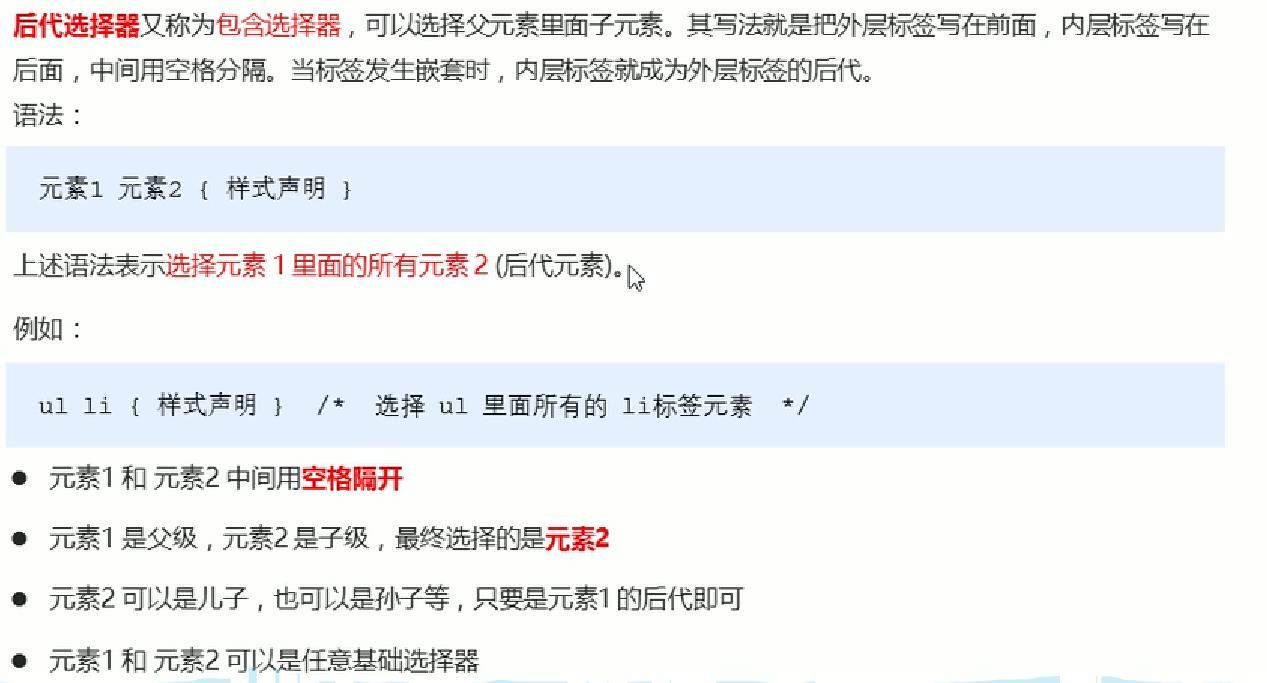 后代选择器又称为包含选择器，可以选择父元素里面子元素。其写法就是把外层标签写在前面，内层标签写在
后面，中间用空格分隔。当标签发生嵌套时，内层标签就成为外层标签的后代。
语法：
元素1 元素2 { 样式声明 }
上述语法表示选择元素 1 里面的所有元素 2 (后代元素)。
例如：
ul li { 样式声明 } /* 选择 ul 里面所有的 li标签元素 */
● 元素1 和 元素2 中间用空格隔开
● 元素1 是父级，元素2 是子级，最终选择的是元素2
● 元素2 可以是儿子，也可以是孙子等，只要是元素1 的后代即可
● 元素1 和 元素2 可以是任意基础选择器